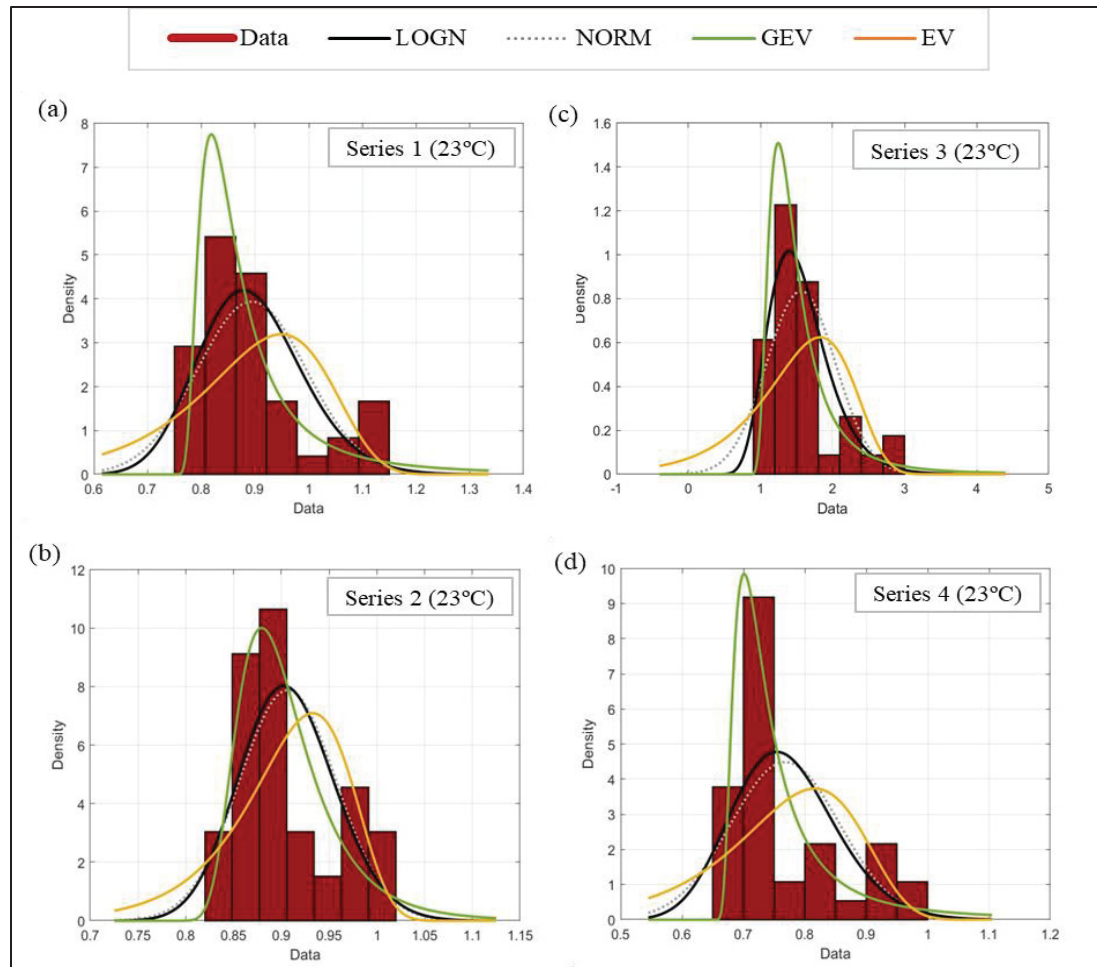 Data LOGN NORM GEV EV
(a)
Series 1 (23°C)
8
7
6
5
4
3
2
1
0
Density
0.6 0.7 0.8 0.9 1 1.1 1.2 1.3 1.4
Data
(c)
Series 3 (23°C)
1.6
1.4
1.2
1
0.8
0.6
0.4
0.2
0
Density
-1 0 1 2 3 4 5
Data
(b)
Series 2 (23°C)
12
10
8
6
4
2
0
Density
0.7 0.75 0.8 0.85 0.9 0.95 1 1.05 1.1 1.15
Data
(d)
Series 4 (23°C)
10
9
8
7
6
5
4
3
2
1
0
Density
0.5 0.6 0.7 0.8 0.9 1 1.1 1.2
Data